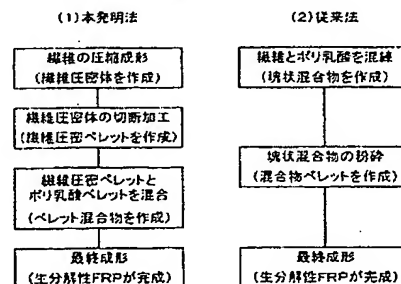 (1)本発明法
繊維の圧縮成形
(繊維圧密体を作成)
繊維圧密体の切断加工
(繊維圧密ペレットを作成)
繊維圧密ペレットと
ポリ乳酸ペレットを混合
(ペレット混合物を作成)
最終成形
(生分解性FRPが完成)
(2)従来法
繊維とポリ乳酸を混練
(塊状混合物を作成)
塊状混合物の粉砕
(混合物ペレットを作成)
最終成形
(生分解性FRPが完成)